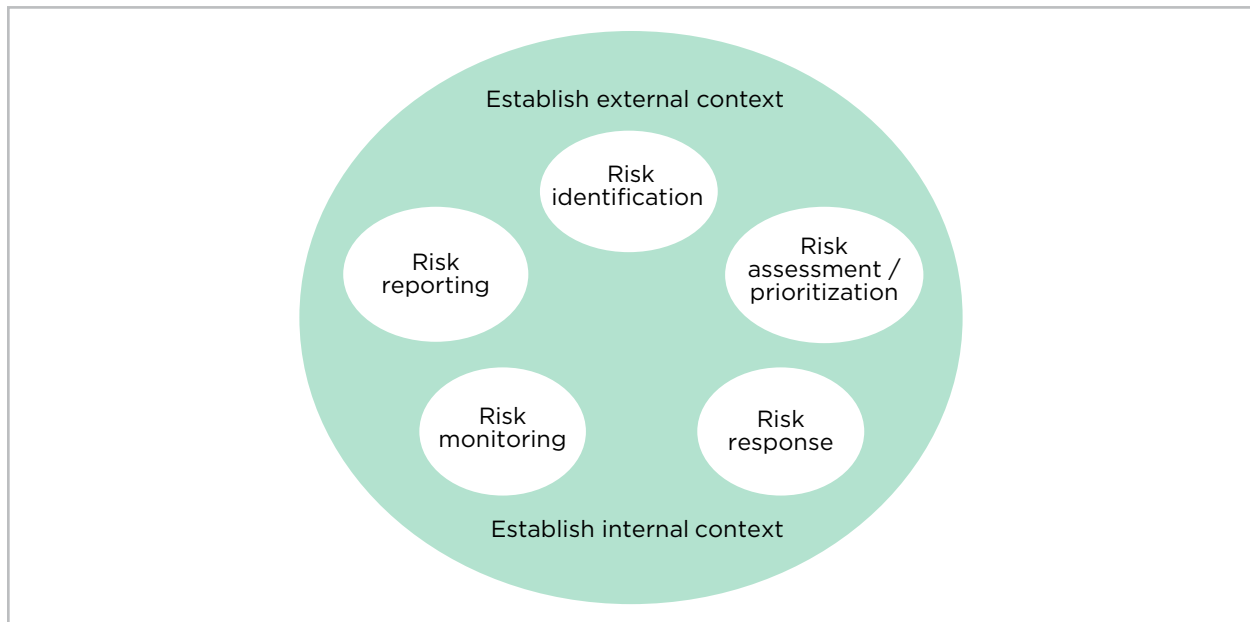 Establish external context
Risk
identification
Risk
assessment /
prioritization
Risk
response
Risk
monitoring
Risk
reporting
Establish internal context